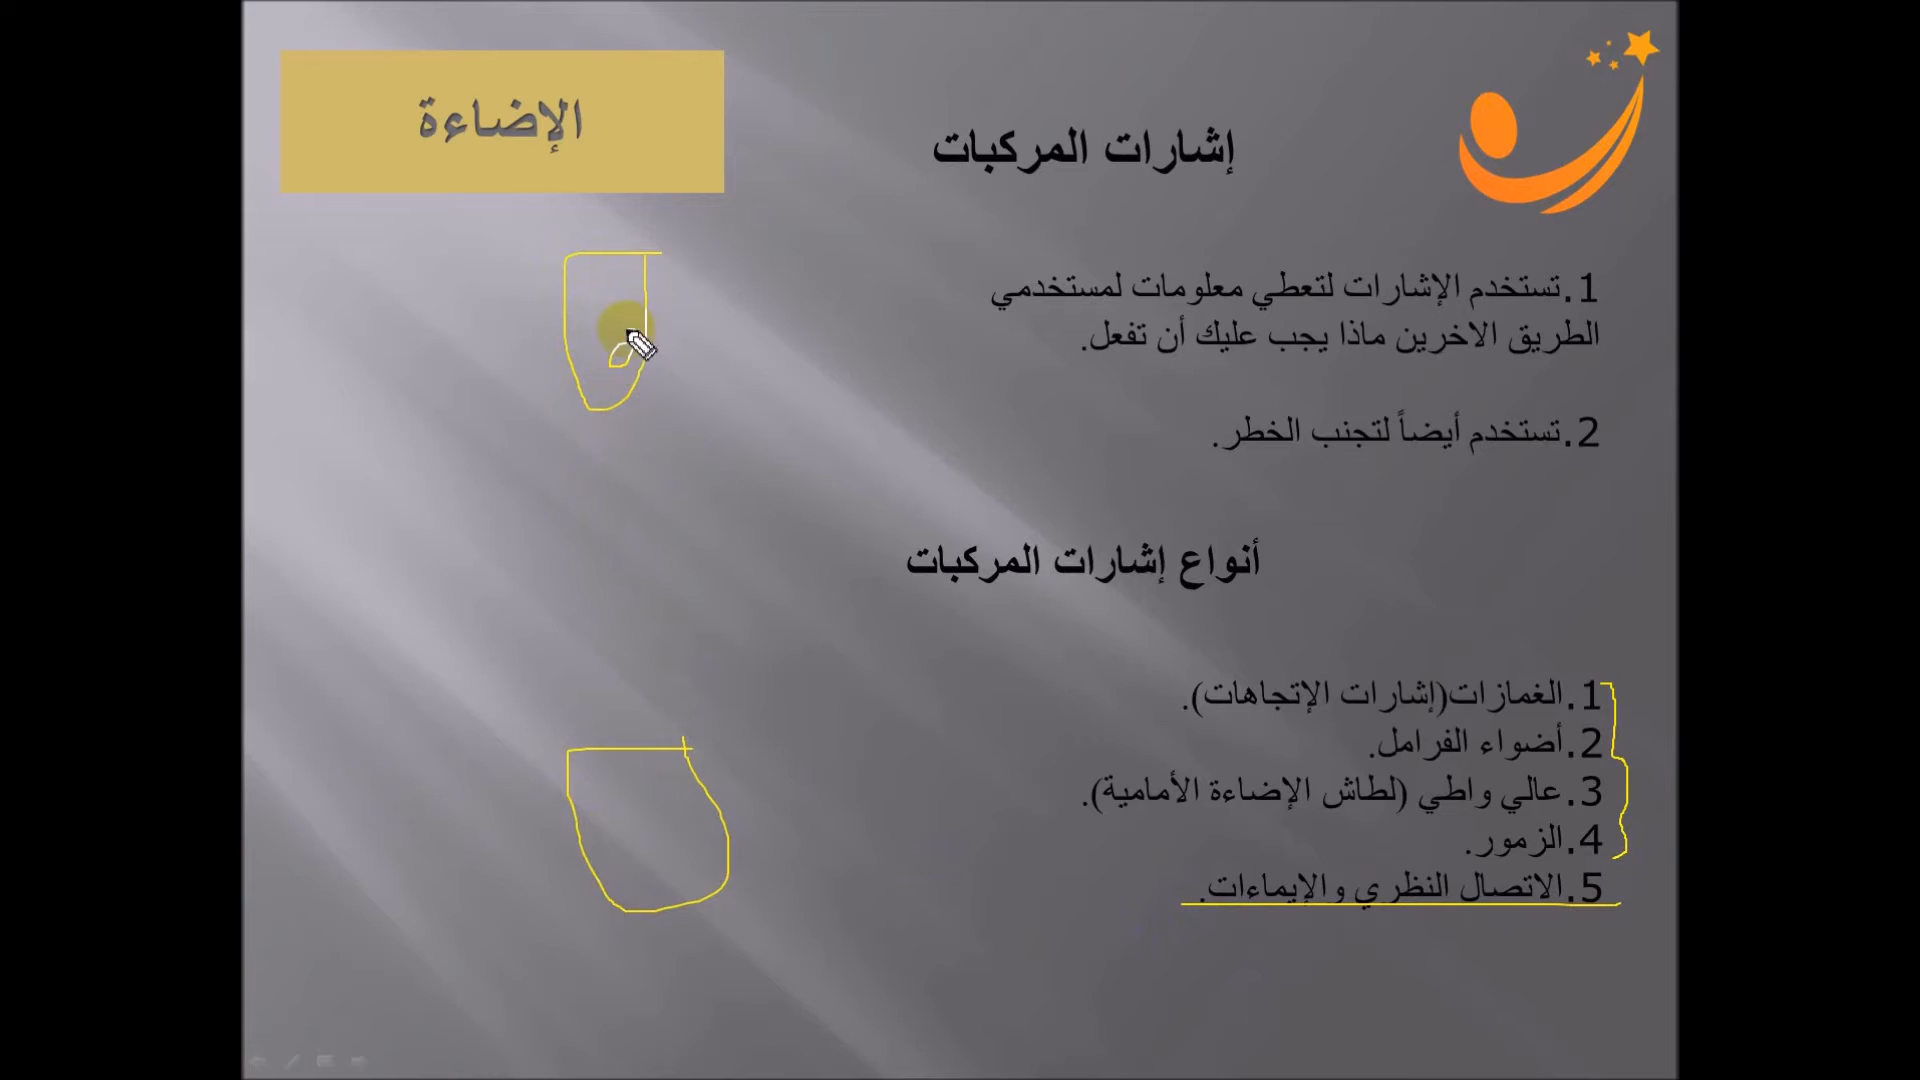 الإضاءة
إشارات المركبات
1.تستخدم الإشارات لتعطي معلومات لمستخدمي
الطريق الاخرين ماذا يجب عليك أن تفعل.
2.تستخدم أيضاً لتجنب الخطر.
أنواع إشارات المركبات
1.الغمازات(إشارات الإتجاهات).
2.أضواء الفرامل.
3.عالي واطي (لطاش الإضاءة الأمامية).
4.الزمور.
5.الاتصال النظري والإيماءات.